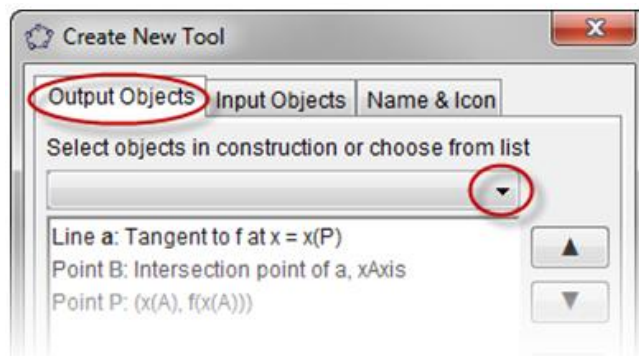 Create New Tool
Output Objects Input Objects Name & Icon
Select objects in construction or choose from list
Line a: Tangent to f at x = x(P)
Point B: Intersection point of a, xAxis
Point P: (x(A), f(x(A)))